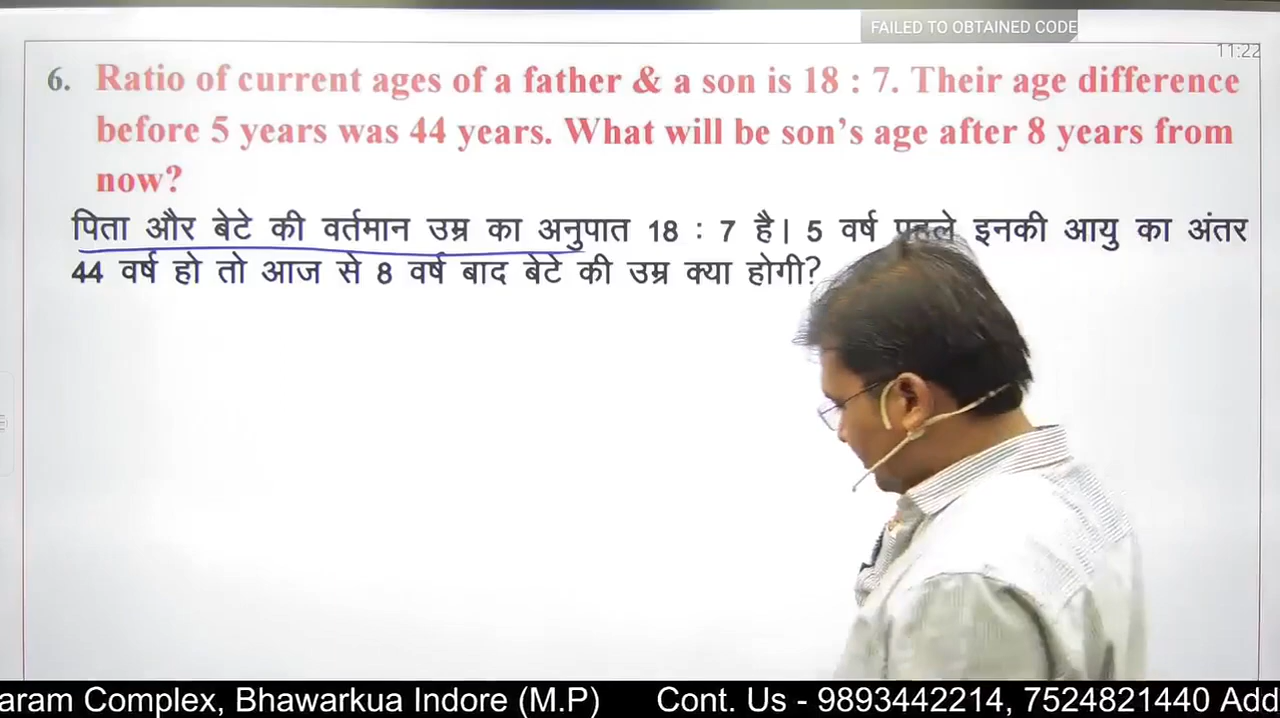 FAILED TO OBTAINED CODE
11:22
6. Ratio of current ages of a father & a son is 18 : 7. Their age difference
before 5 years was 44 years. What will be son's age after 8 years from
now?
पिता और बेटे की वर्तमान उम्र का अनुपात 18 : 7 है। 5 वर्ष पहले इनकी आयु का अंतर
44 वर्ष हो तो आज से 8 वर्ष बाद बेटे की उम्र क्या होगी?
aram Complex, Bhawarkua Indore (M.P) Cont. Us - 9893442214, 7524821440 Add